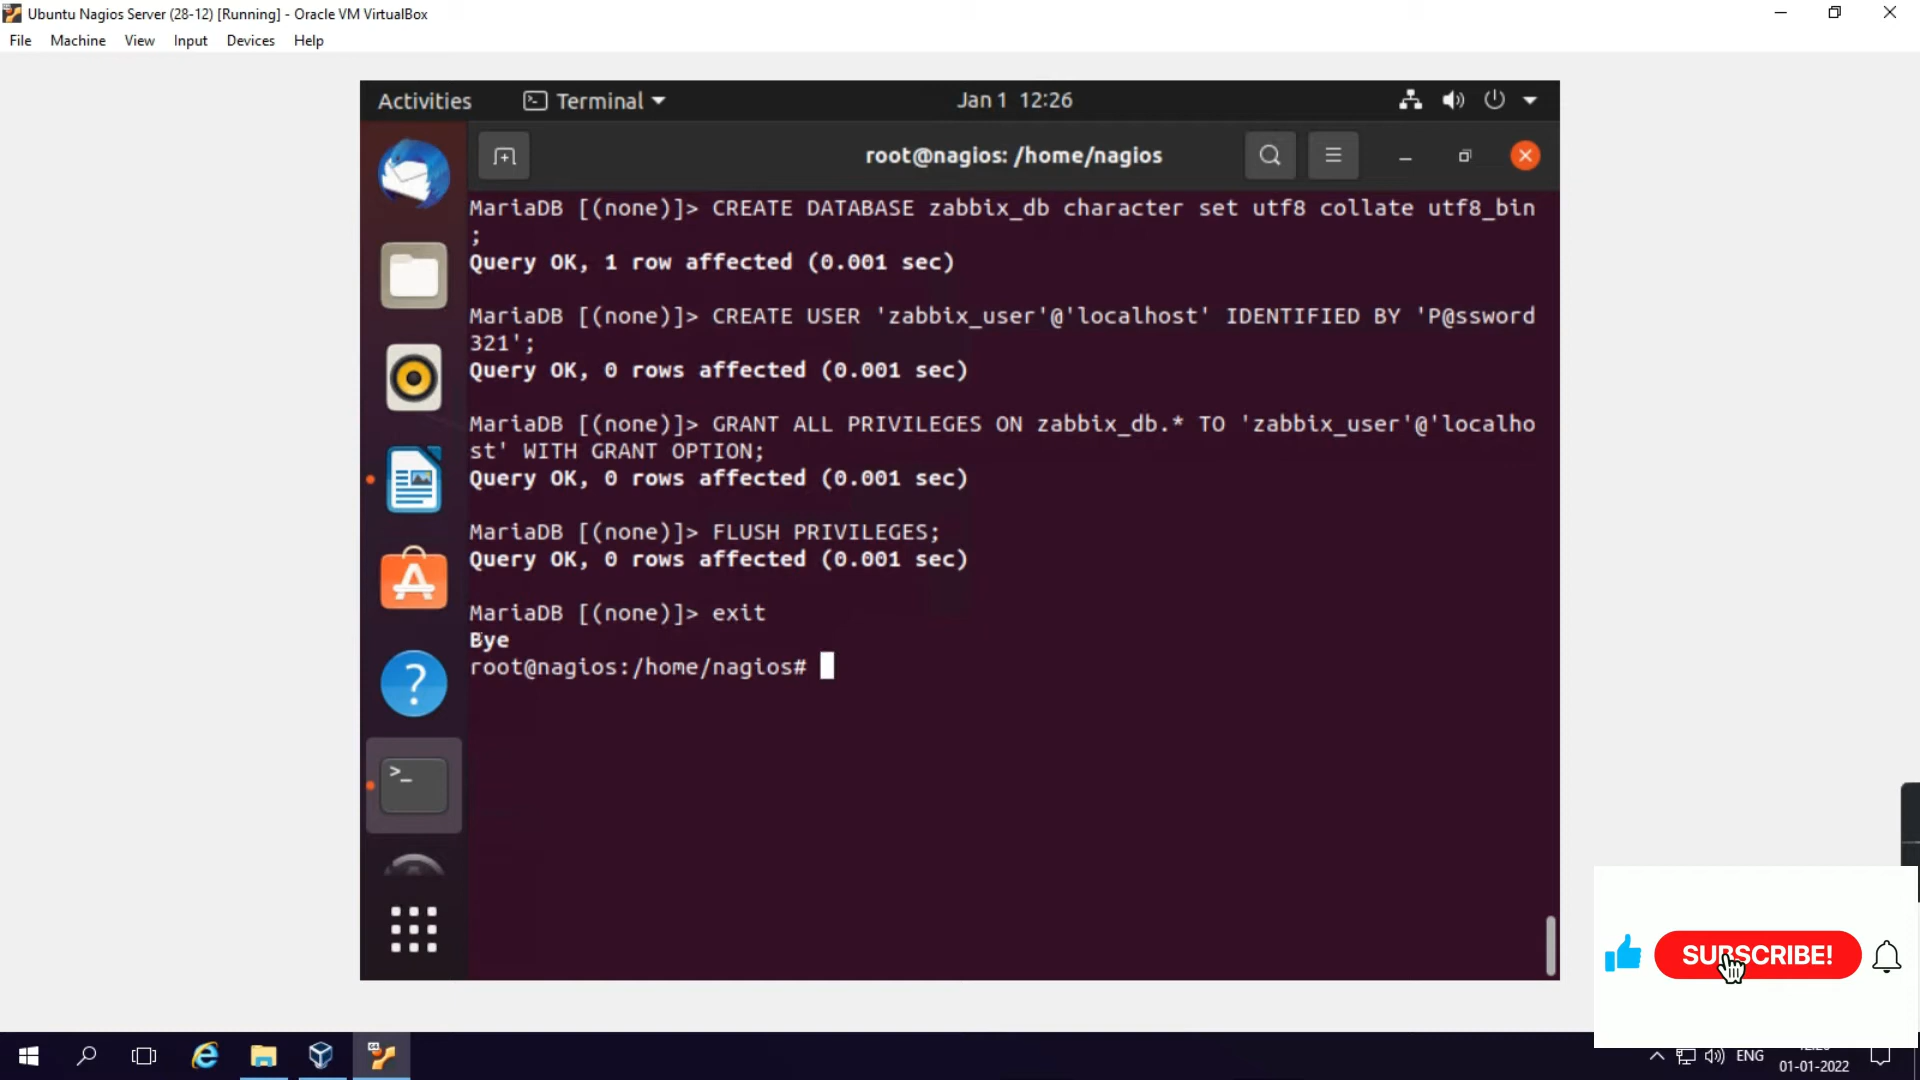 Ubuntu Nagios Server (28-12) [Running] - Oracle VM VirtualBox
File Machine View Input Devices Help
Activities Terminal Jan 1 12:26
root@nagios: /home/nagios
MariaDB [(none)]> CREATE DATABASE zabbix_db character set utf8 collate utf8_bin
;
Query OK, 1 row affected (0.001 sec)
MariaDB [(none)]> CREATE USER 'zabbix_user'@'localhost' IDENTIFIED BY 'P@ssword
321';
Query OK, 0 rows affected (0.001 sec)
MariaDB [(none)]> GRANT ALL PRIVILEGES ON zabbix_db.* TO 'zabbix_user'@'localho
st' WITH GRANT OPTION;
Query OK, 0 rows affected (0.001 sec)
MariaDB [(none)]> FLUSH PRIVILEGES;
Query OK, 0 rows affected (0.001 sec)
MariaDB [(none)]> exit
Bye
root@nagios:/home/nagios#
SUBSCRIBE!
ENG
01-01-2022